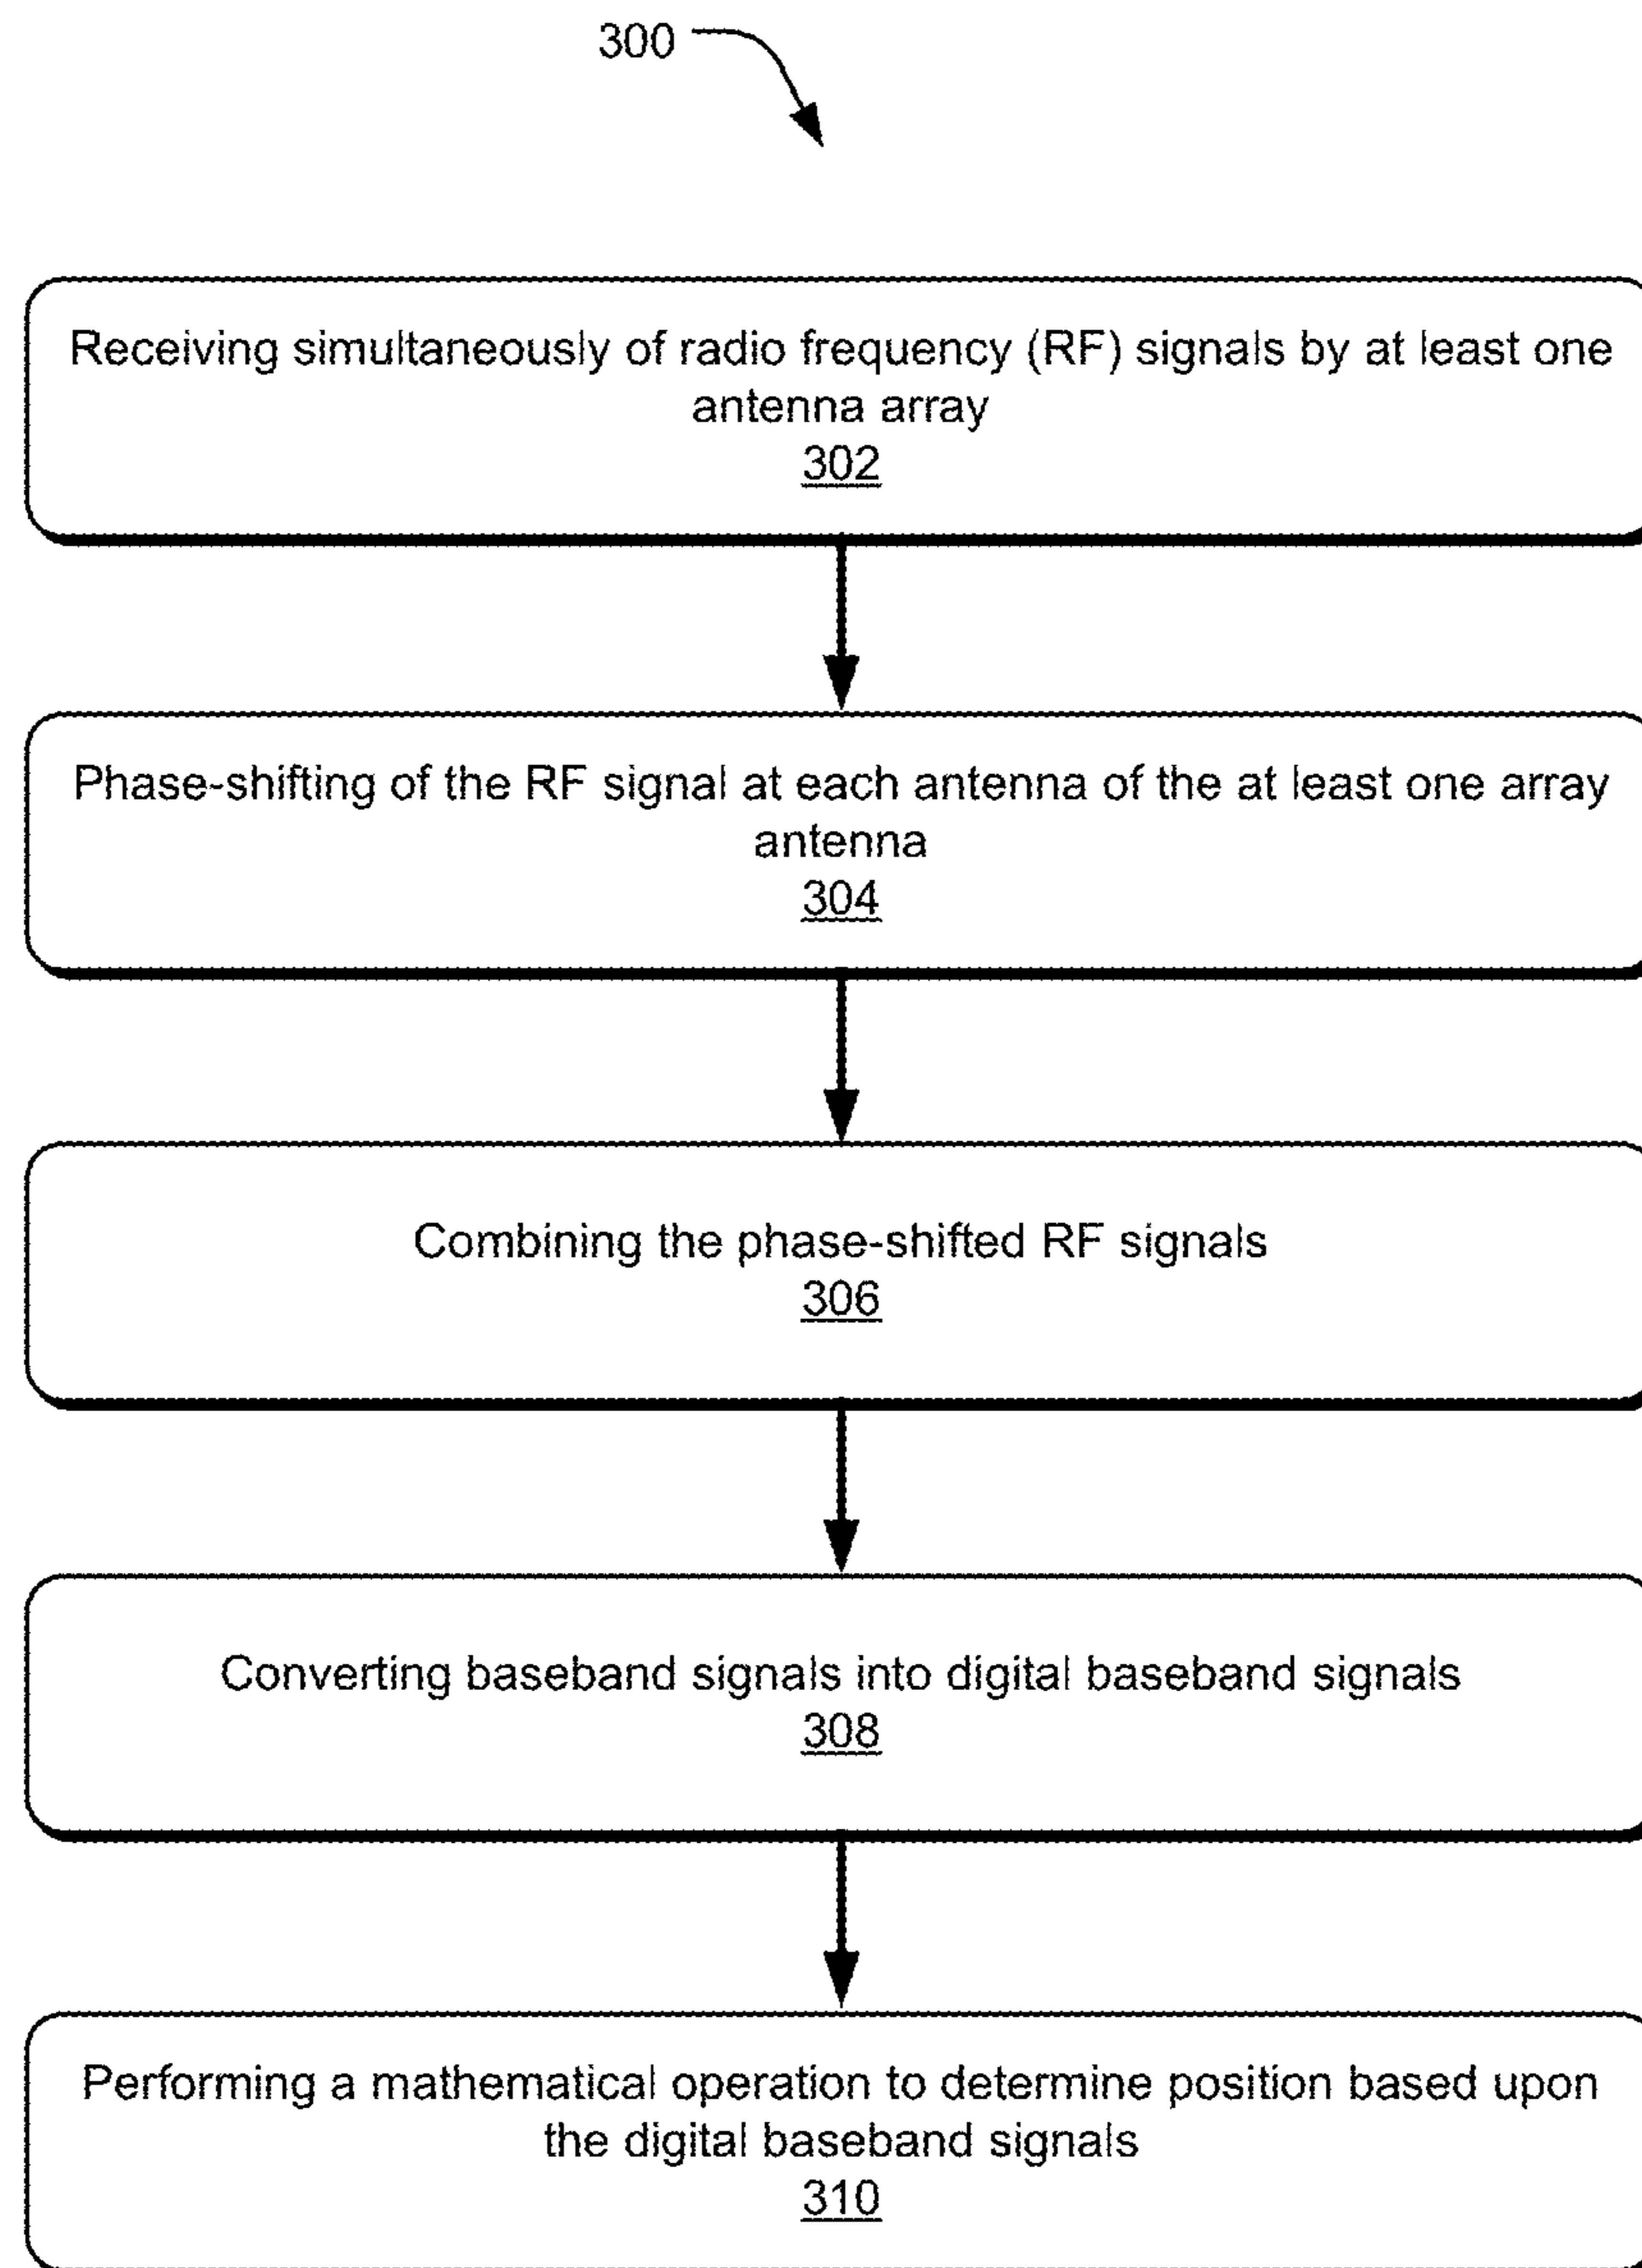 300
Receiving simultaneously of radio frequency (RF) signals by at least one
antenna array
302
Phase-shifting of the RF signal at each antenna of the at least one array
antenna
304
Combining the phase-shifted RF signals
306
Converting baseband signals into digital baseband signals
308
Performing a mathematical operation to determine position based upon
the digital baseband signals
310